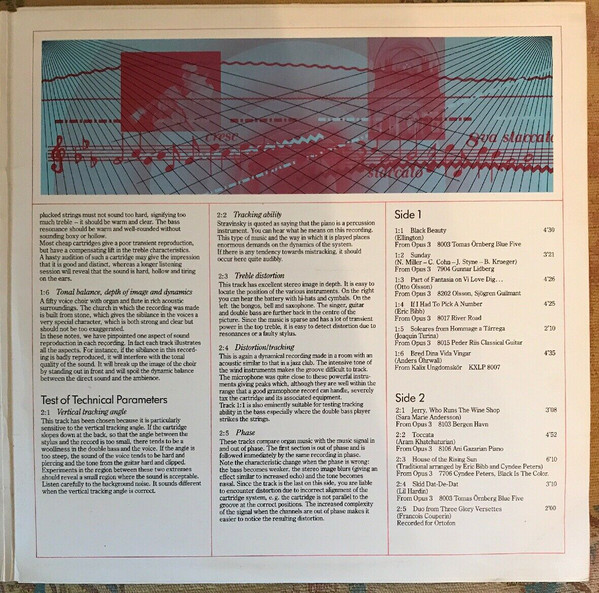 cresc
8va staccato
staccato
plucked strings must not sound too hard, signifying too
much treble – it should be warm and clear. The bass
resonance should be warm and well-rounded without
sounding boxy or hollow.
Most cheap cartridges give a poor transient reproduction,
but have a compensating lift in the treble characteristics.
A hasty audition of such a cartridge may give the impression
that it is good and distinct, whereas a longer listening
session will reveal that the sound is hard, hollow and tiring
on the ears.
1:6 Tonal balance, depth of image and dynamics
A fifty voice choir with organ and flute in rich acoustic
surroundings. The church in which the recording was made
is built from stone, which gives the sibilance in the voices a
very special character, which is both strong and clear but
should not be too exaggerated.
In these notes, we have pinpointed one aspect of sound
reproduction in each recording. In fact each track illustrates
all the aspects. For instance, if the sibilance in this record-
ing is badly reproduced, it will interfere with the tonal
quality of the sound. It will break up the image of the choir
by standing out in front and will spoil the dynamic balance
between the direct sound and the ambience.
Test of Technical Parameters
2:1 Vertical tracking angle
This track has been chosen because it is particularly
sensitive to the vertical tracking angle. If the cartridge
slopes down at the back, so that the angle between the
stylus and the record is too small, there tends to be a
wooliness in the double bass and the voice. If the angle is
too steep, the sound of the voice tends to be hard and
piercing and the tone from the guitar hard and clipped.
Experiments in the region between these two extremes
should reveal a small region where the sound is acceptable.
Listen carefully to the background noise. It sounds different
when the vertical tracking angle is correct.
2:2 Tracking ability
Stravinsky is quoted as saying that the piano is a percussion
instrument. You can hear what he means on this recording.
This type of music and the way in which it is played places
enormous demands on the dynamics of the system.
If there is any tendency towards mistracking, it should
occur here quite audibly.
2:3 Treble distortion
This track has excellent stereo image in depth. It is easy to
locate the position of the various instruments. On the right
you can hear the battery with hi-hats and cymbals. On the
left: the bongos, bell and saxophone. The singer, guitar
and double bass are further back in the centre of the
picture. Since the music is sparse and has a lot of transient
power in the top treble, it is easy to detect distortion due to
resonances or a faulty stylus.
2:4 Distortion/tracking
This is again a dynamical recording made in a room with an
acoustic similar to that in a jazz club. The intensive tone of
the wind instruments makes the groove difficult to track.
The microphone was quite close to these powerful instru-
ments giving peaks which, although they are well within the
range that a good gramophone record can handle, severely
tax the cartridge and its associated equipment.
Track 1:1 is also eminently suitable for testing tracking
ability in the bass especially where the double bass player
strikes the strings.
2:5 Phase
These tracks compare organ music with the music signal in
and out of phase. The first section is out of phase and is
followed immediately by the same recording in phase.
Note the characteristic change when the phase is wrong:
the bass becomes weaker, the stereo image blurs (giving an
effect similar to increased echo) and the tone becomes
nasal. Since the track is the last on this side, you are liable
to encounter distortion due to incorrect alignment of the
cartridge system, e.g. the cartridge is not parallel to the
groove at the correct positions. The increased complexity
of the signal when the channels are out of phase makes it
easier to notice the resulting distortion.
Side 1
1:1 Black Beauty 4'30
(Ellington)
From Opus 3 8003 Tomas Örnberg Blue Five
1:2 Sunday 3'21
(N. Miller – C. Cohn – J. Styne – B. Krueger)
From Opus 3 7904 Gunnar Lidberg
1:3 Part of Fantasia on Vi Love Dig... 4'26
(Otto Olsson)
From Opus 3 8202 Olsson, Sjögren Guilmant
1:4 If I Had To Pick A Number 4'25
(Eric Bibb)
From Opus 3 8017 River Road
1:5 Soleares from Hommage a Tárrega 2'10
(Joaquin Turina)
From Opus 3 8015 Peder Riis Classical Guitar
1:6 Bred Dina Vida Vingar 4'35
(Anders Öhrwall)
From Kalix Ungdomskör KXLP 8007
Side 2
2:1 Jerry, Who Runs The Wine Shop 3'08
(Sara Marie Andersson)
From Opus 3 8103 Bergen Havn
2:2 Toccata 4'52
(Aram Khatchaturian)
From Opus 3 8108 Ani Gazarian Piano
2:3 House of the Rising Sun 6'10
(Traditional arranged by Eric Bibb and Cyndee Peters)
From Opus 3 7706 Cyndee Peters, Black Is The Color
2:4 Skid Dat-De-Dat 3'10
(Lil Hardin)
From Opus 3 8003 Tomas Örnberg Blue Five
2:5 Duo from Three Glory Versettes 2'00
(Francois Couperin)
Recorded for Ortofon